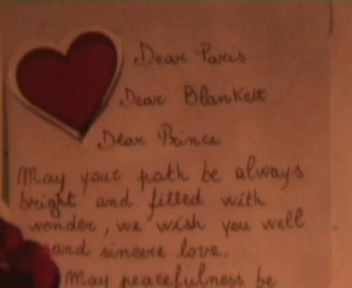 Dear Paris
Dear Blanket
Dear Prince
May your path be always
bright and filled with
wonder, we wish you well
and sincere love.
May peacefulness be